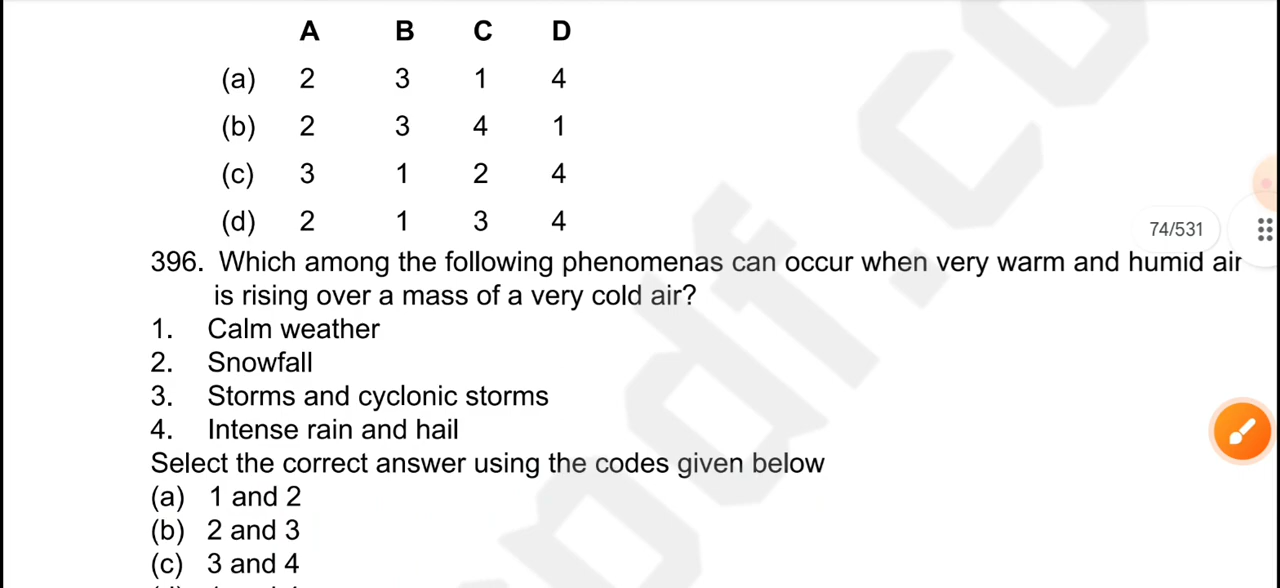 A B C D
(a) 2 3 1 4
(b) 2 3 4 1
(c) 3 1 2 4
(d) 2 1 3 4
74/531
396. Which among the following phenomenas can occur when very warm and humid air
is rising over a mass of a very cold air?
1. Calm weather
2. Snowfall
3. Storms and cyclonic storms
4. Intense rain and hail
Select the correct answer using the codes given below
(a) 1 and 2
(b) 2 and 3
(c) 3 and 4
pdf.co